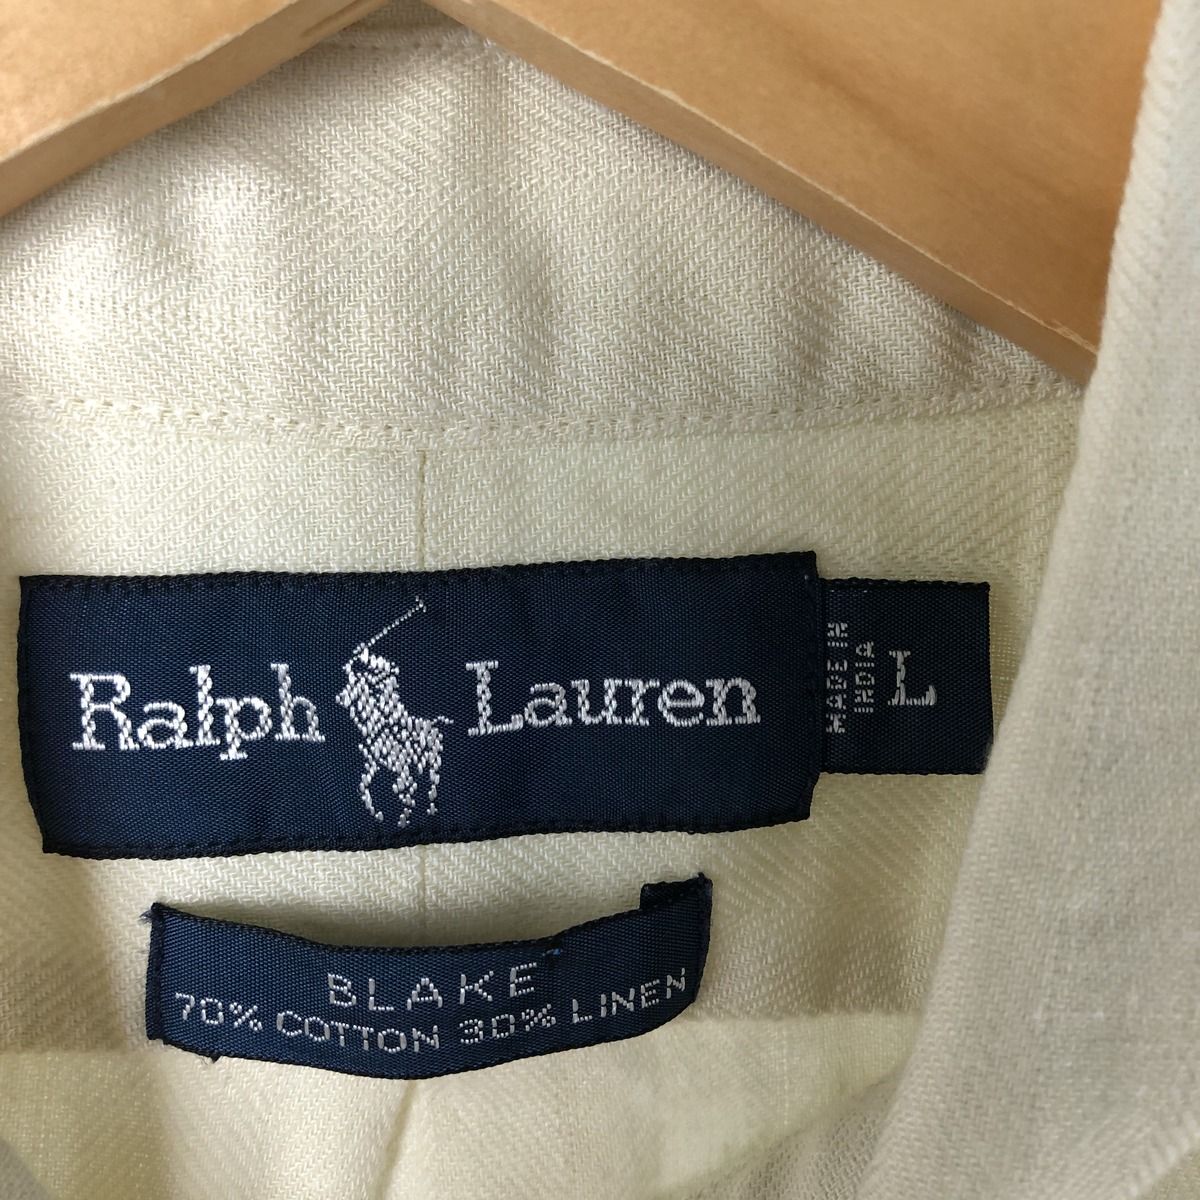 Ralph Lauren
MADE IN
INDIA
L
BLAKE
70% COTTON 30% LINEN